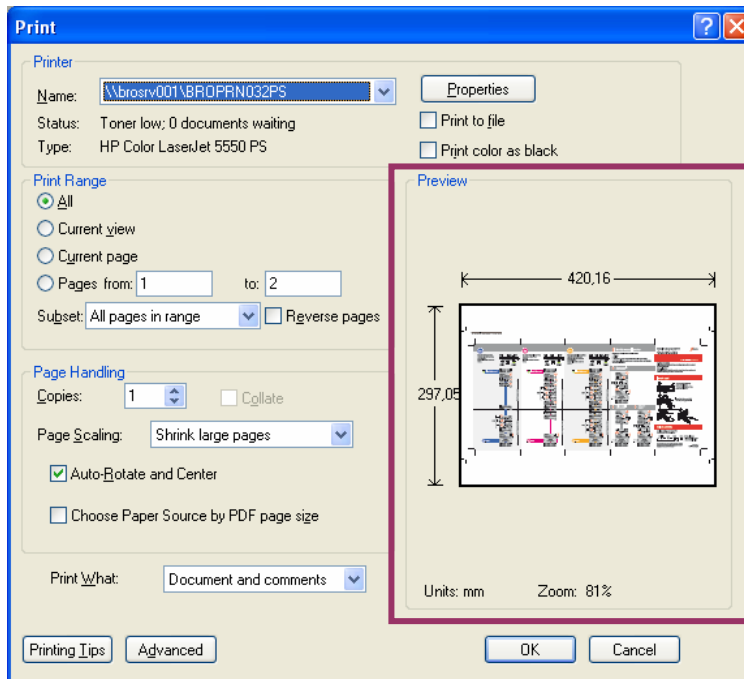 Print
Printer
Name: \\brosrv001\BROPRN032PS
Properties
Status: Toner low; 0 documents waiting
Print to file
Type: HP Color LaserJet 5550 PS
Print color as black
Print Range
All
Current view
Current page
Pages from: 1 to: 2
Subset: All pages in range
Reverse pages
Page Handling
Copies: 1
Collate
Page Scaling: Shrink large pages
Auto-Rotate and Center
Choose Paper Source by PDF page size
Print What: Document and comments
Preview
420,16
297,05
Units: mm Zoom: 81%
Printing Tips
Advanced
OK
Cancel